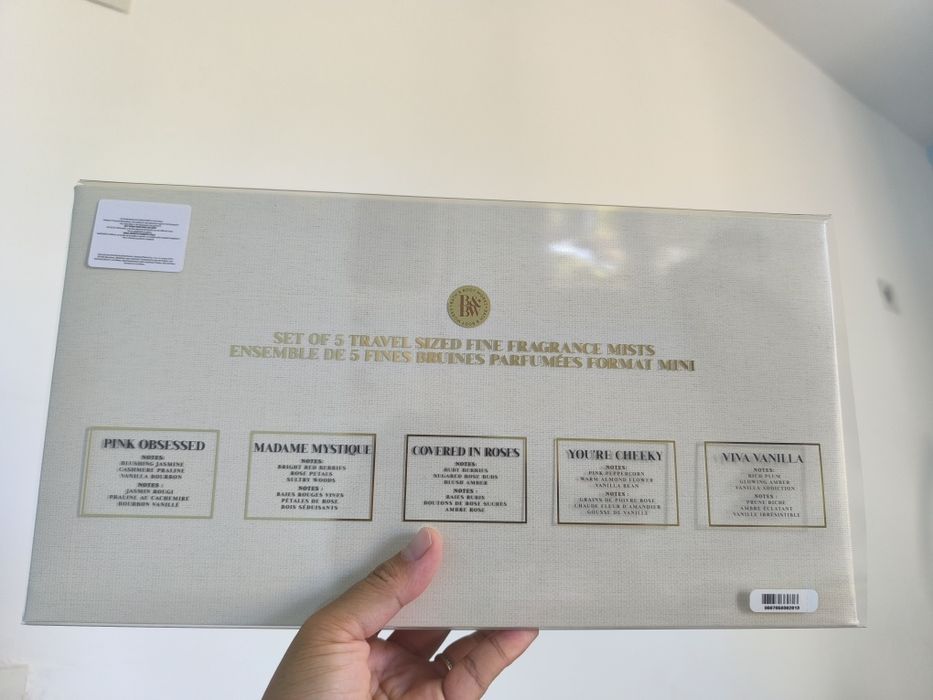 B&
BW
SET OF 5 TRAVEL SIZED FINE FRAGRANCE MISTS
ENSEMBLE DE 5 FINES BRUINES PARFUMÉES FORMAT MINI
PINK OBSESSED
NOTES:
BLUSHING JASMINE
CASHMERE PRALINE
VANILLA BOURBON
NOTES :
JASMIN ROUGI
PRALINE AU CACHEMIRE
BOURBON VANILLÉ
MADAME MYSTIQUE
NOTES:
BRIGHT RED BERRIES
ROSE PETALS
SULTRY WOODS
NOTES :
BAIES ROUGES VIVES
PÉTALES DE ROSE
BOIS SÉDUISANTS
COVERED IN ROSES
NOTES:
RUBY BERRIES
SUGARED ROSE BUDS
BLUSH AMBER
NOTES :
BAIES RUBIS
BOUTONS DE ROSE SUCRÉS
AMBRE ROSÉ
YOU'RE CHEEKY
NOTES:
PINK PEPPERCORN
WARM ALMOND FLOWER
VANILLA BEAN
NOTES :
GRAINS DE POIVRE ROSE
CHAUDE FLEUR D'AMANDIER
GOUSSE DE VANILLE
VIVA VANILLA
NOTES:
RICH PLUM
GLOWING AMBER
VANILLA ADDICTION
NOTES :
PRUNE RICHE
AMBRE ÉCLATANT
VANILLE IRRÉSISTIBLE